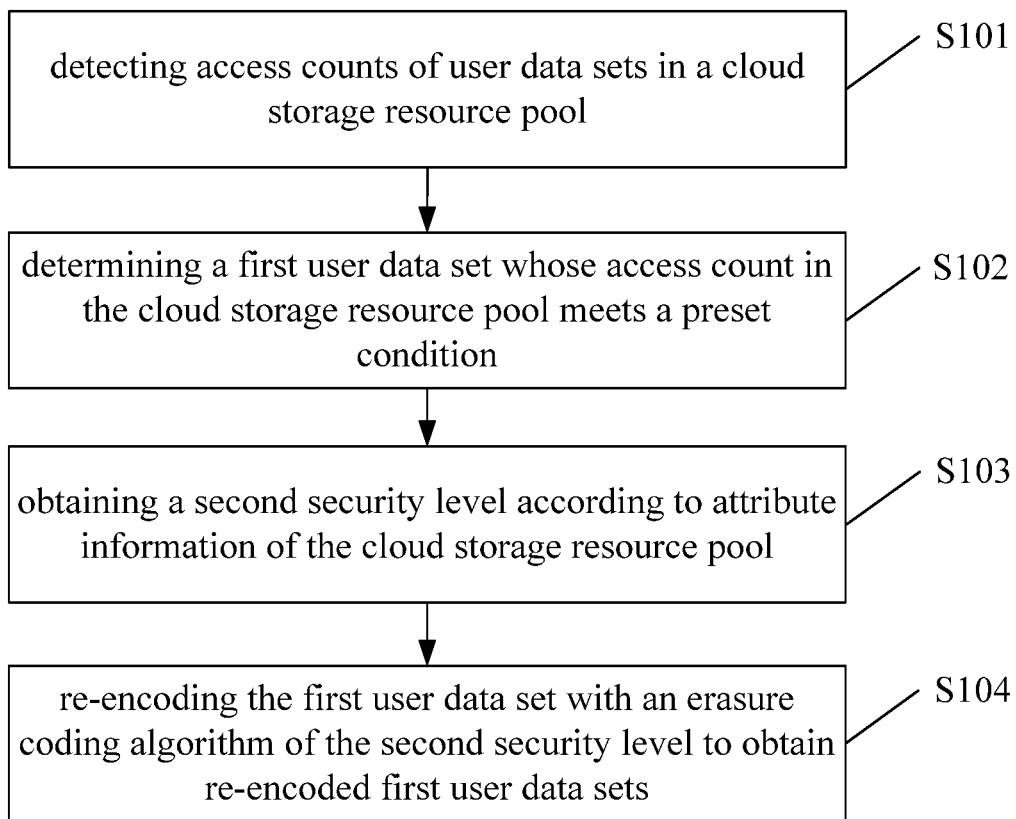 detecting access counts of user data sets in a cloud
storage resource pool
S101
determining a first user data set whose access count in
the cloud storage resource pool meets a preset
condition
S102
obtaining a second security level according to attribute
information of the cloud storage resource pool
S103
re-encoding the first user data set with an erasure
coding algorithm of the second security level to obtain
re-encoded first user data sets
S104